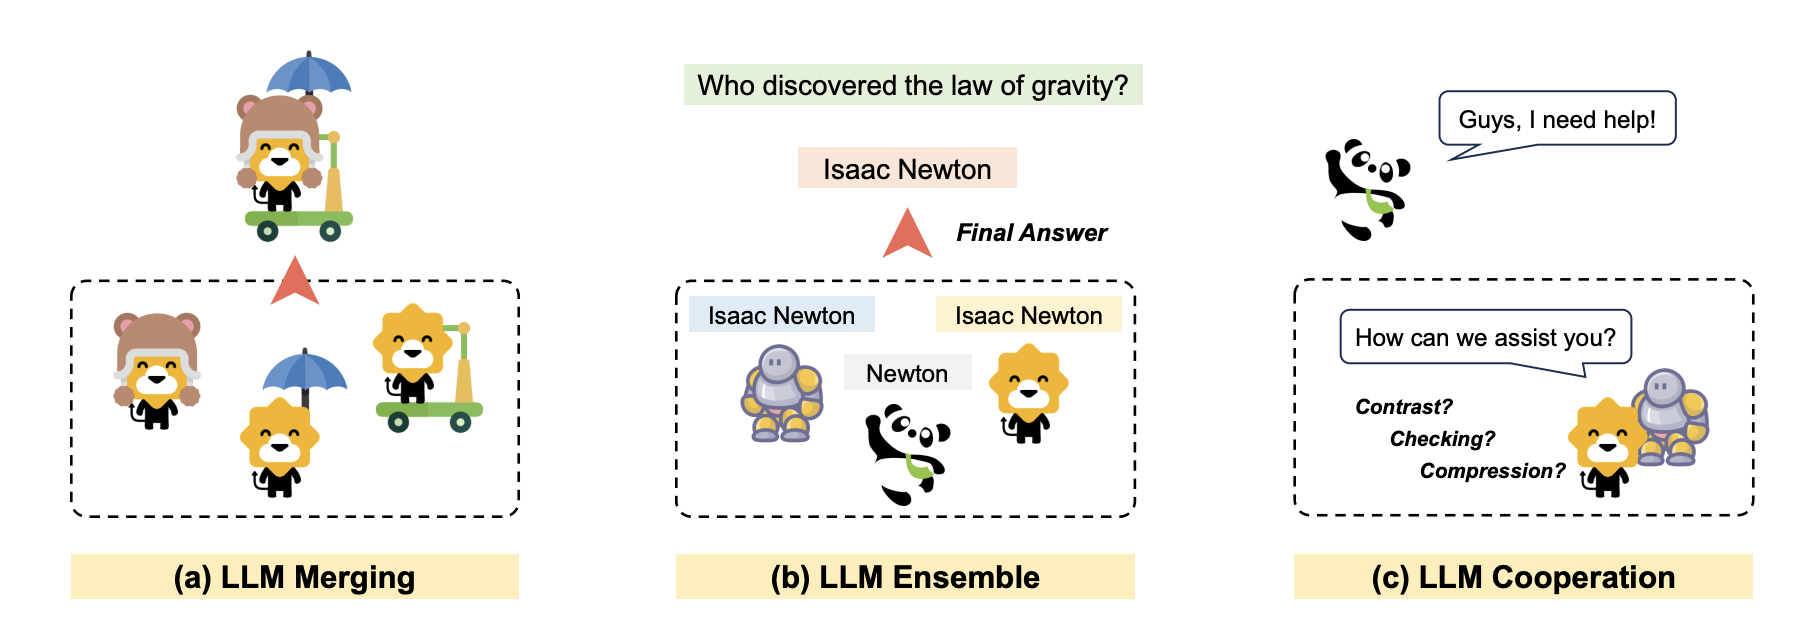 (a) LLM Merging
Who discovered the law of gravity?
Isaac Newton
Final Answer
Isaac Newton
Isaac Newton
Newton
(b) LLM Ensemble
Guys, I need help!
How can we assist you?
Contrast?
Checking?
Compression?
(c) LLM Cooperation